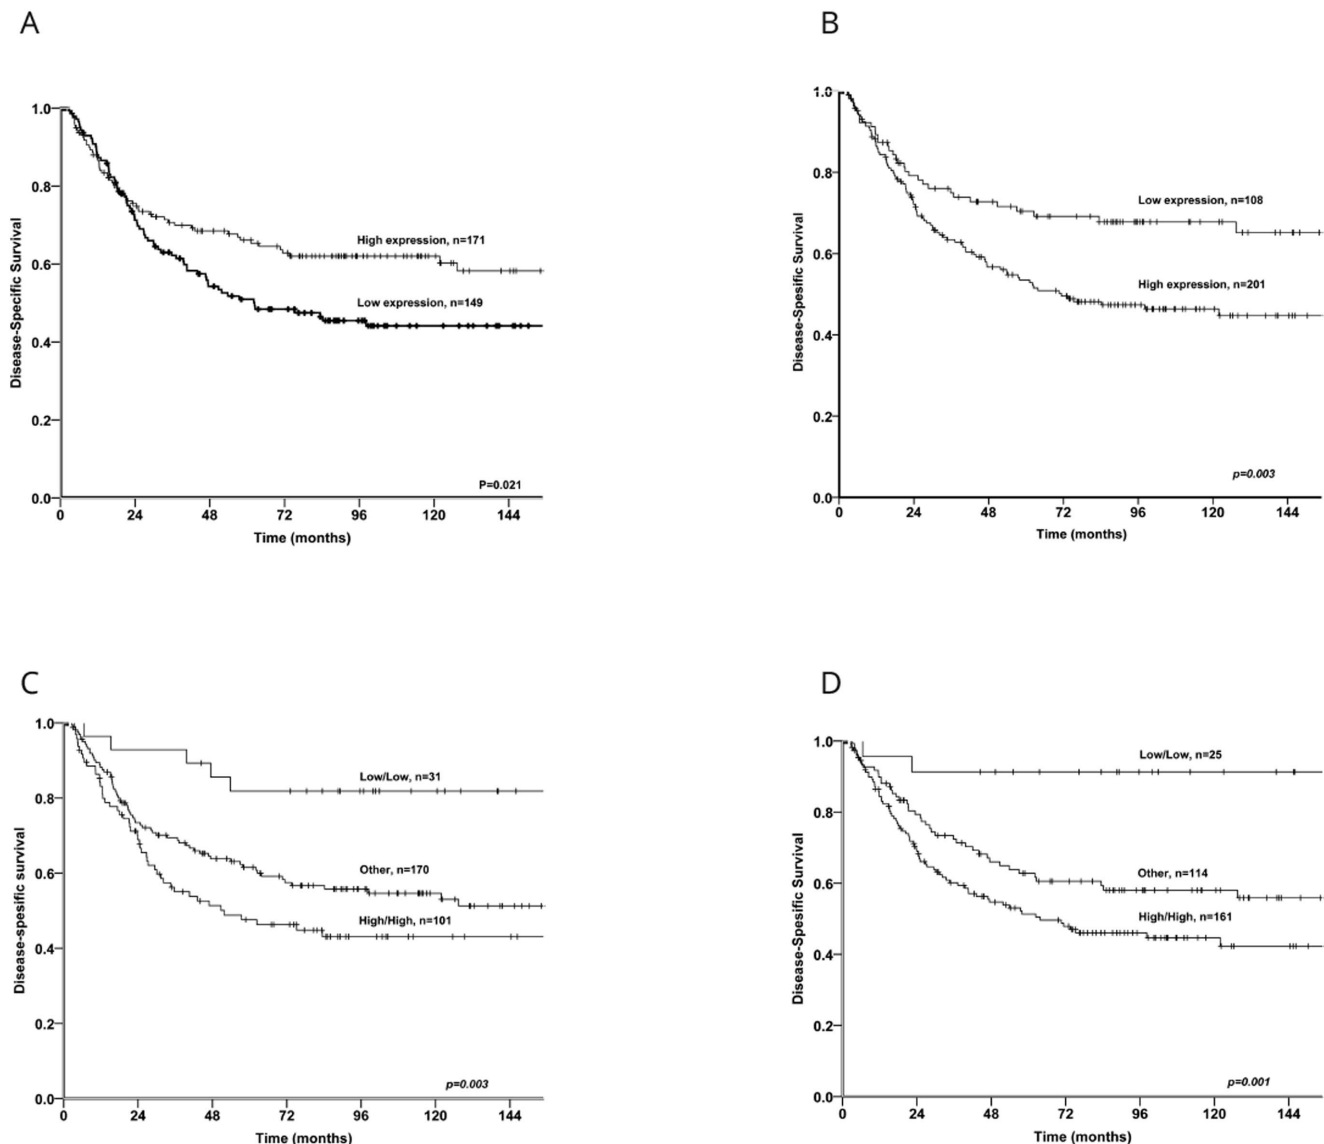 A
1.0
0.8
0.6
0.4
0.2
0.0
Disease-Specific Survival
High expression, n=171
Low expression, n=149
P=0.021
0 24 48 72 96 120 144
Time (months)
B
1.0
0.8
0.6
0.4
0.2
0.0
Disease-Spesific Survival
Low expression, n=108
High expression, n=201
p=0.003
0 24 48 72 96 120 144
Time (months)
C
1.0
0.8
0.6
0.4
0.2
0.0
Disease-spesific survival
Low/Low, n=31
Other, n=170
High/High, n=101
p=0.003
0 24 48 72 96 120 144
Time (months)
D
1.0
0.8
0.6
0.4
0.2
0.0
Disease-Spesific Survival
Low/Low, n=25
Other, n=114
High/High, n=161
p=0.001
0 24 48 72 96 120 144
Time (months)